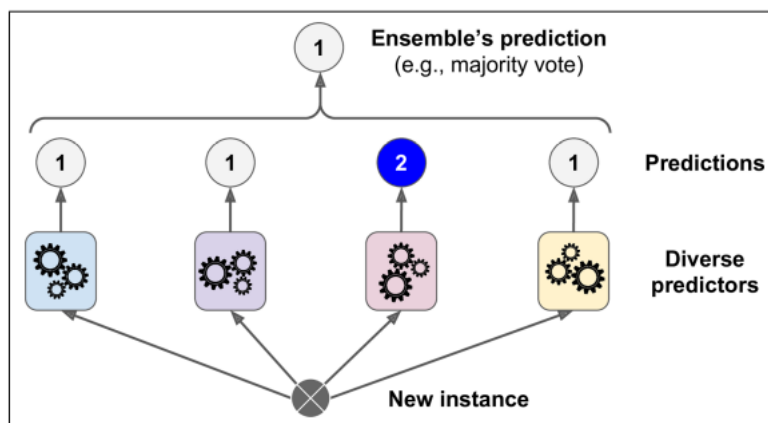 1
Ensemble’s prediction
(e.g., majority vote)
1 1 2 1 Predictions
Diverse
predictors
New instance